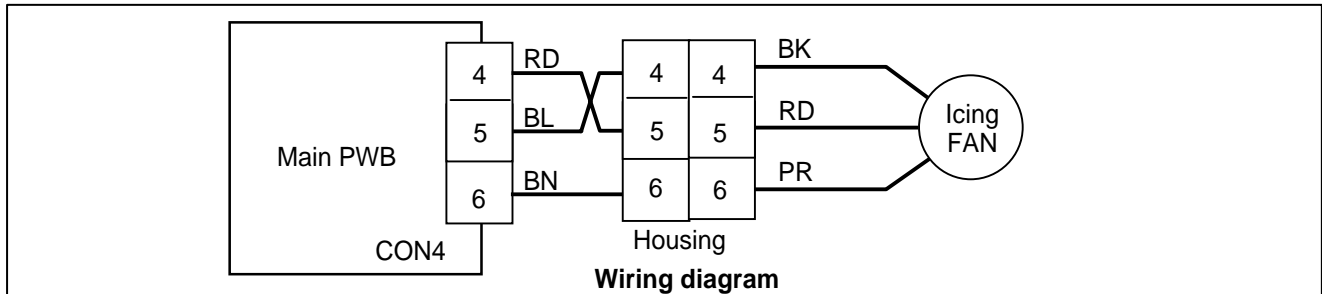 Main PWB
CON4
4
5
6
RD
BL
BN
4
5
6
4
5
6
Housing
BK
RD
PR
Icing
FAN
Wiring diagram